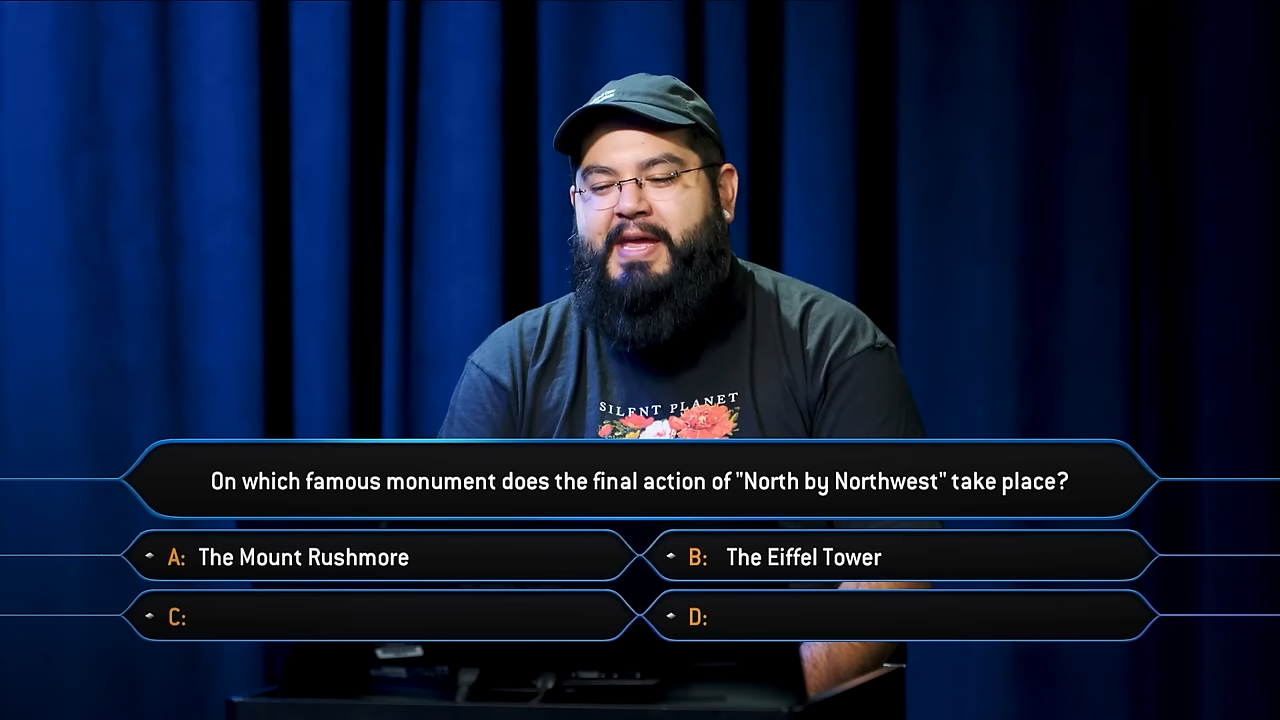 SILENT PLANET
On which famous monument does the final action of "North by Northwest" take place?
A: The Mount Rushmore
B: The Eiffel Tower
C:
D: